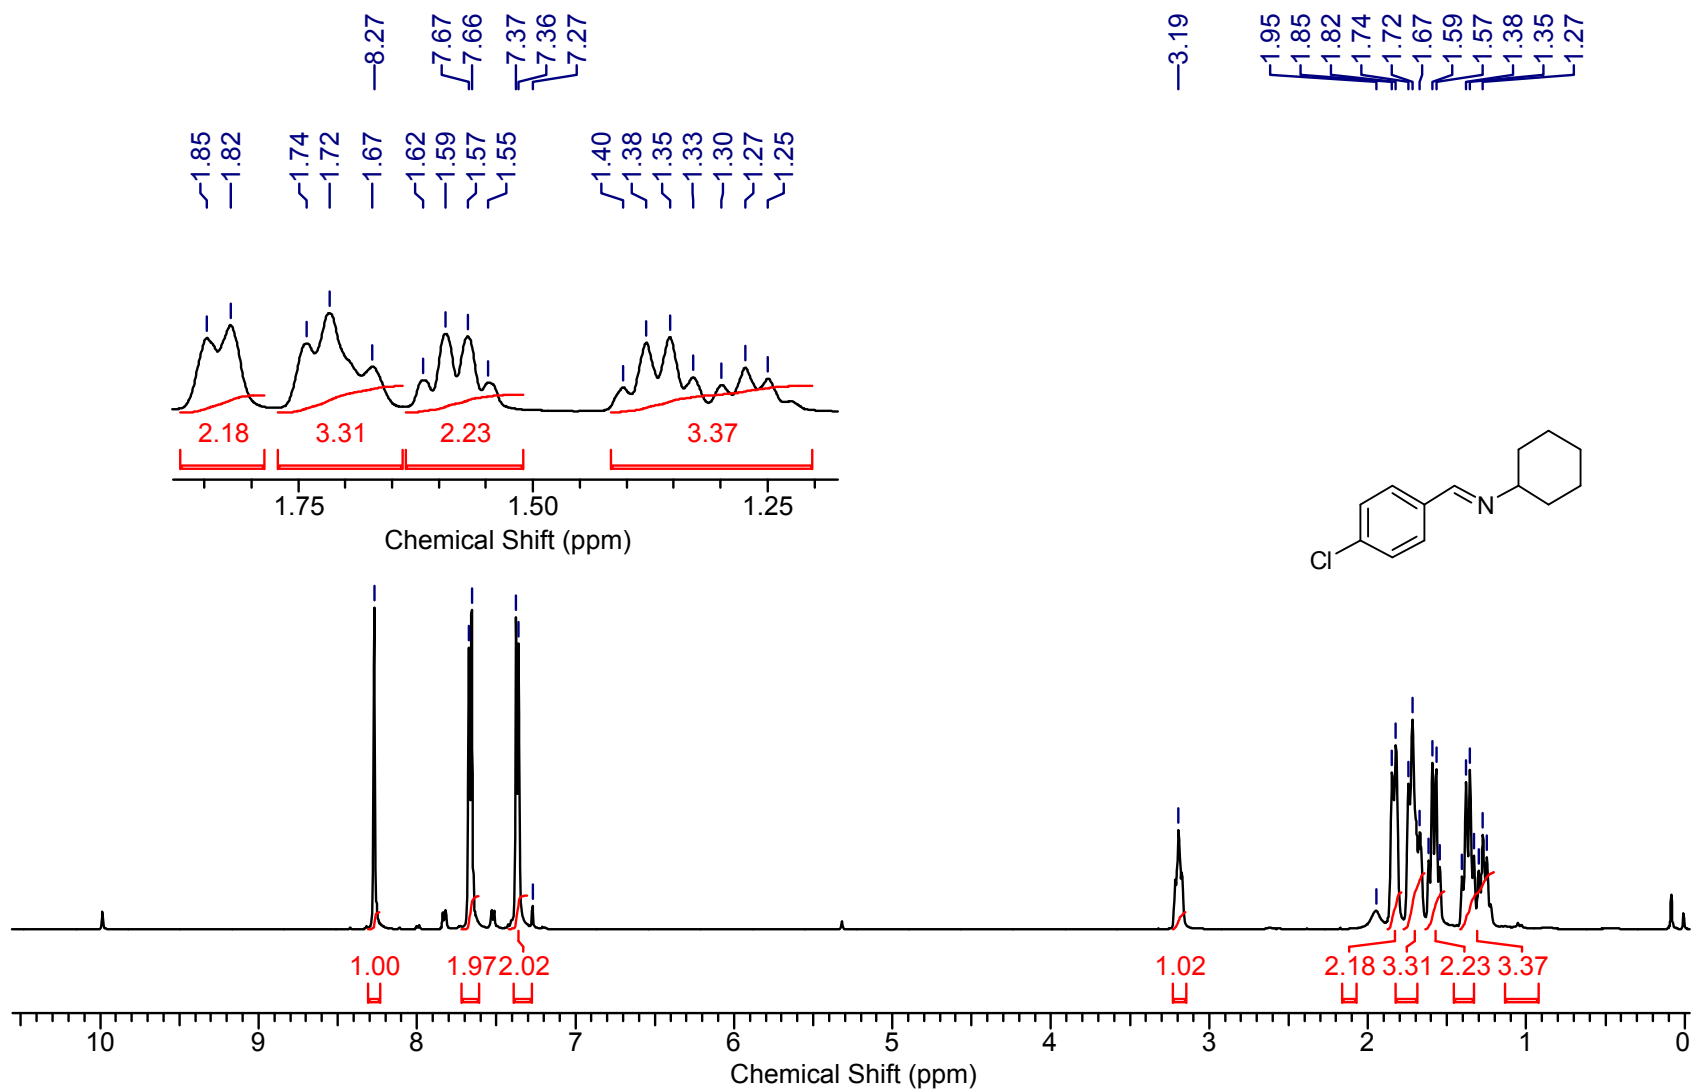 8.27 7.67 7.66 7.37 7.36 7.27 3.19 1.95 1.85 1.82 1.74 1.72 1.67 1.59 1.57 1.38 1.35 1.27
1.85 1.82 1.74 1.72 1.67 1.62 1.59 1.57 1.55 1.40 1.38 1.35 1.33 1.30 1.27 1.25
2.18 3.31 2.23 3.37
1.75 1.50 1.25
Chemical Shift (ppm)
N
Cl
1.00 1.97 2.02 1.02 2.18 3.31 2.23 3.37
10 9 8 7 6 5 4 3 2 1 0
Chemical Shift (ppm)